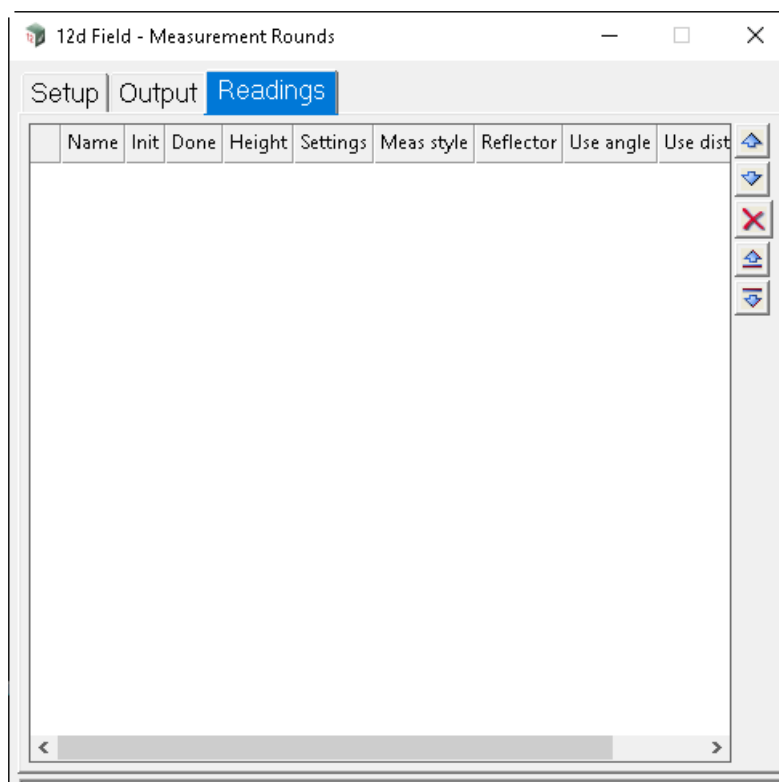 12d Field - Measurement Rounds
Setup Output Readings
Name Init Done Height Settings Meas style Reflector Use angle Use dist